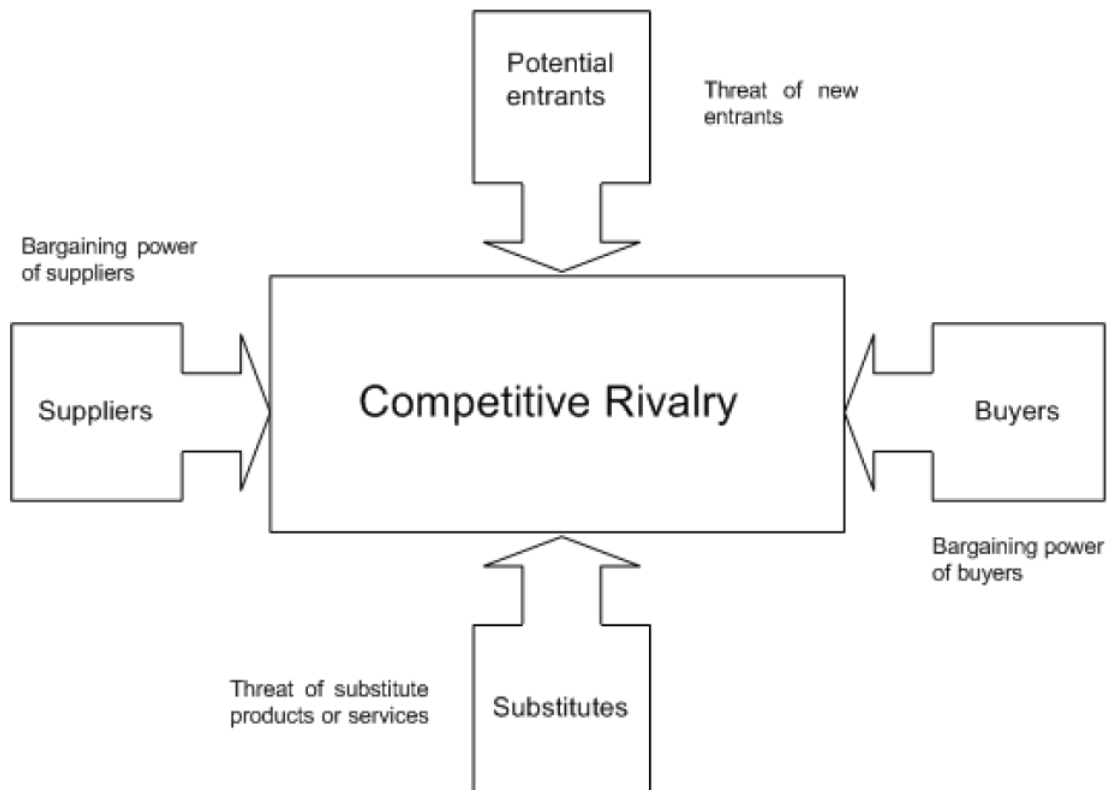 Potential
entrants
Threat of new
entrants
Bargaining power
of suppliers
Suppliers
Competitive Rivalry
Buyers
Bargaining power
of buyers
Threat of substitute
products or services
Substitutes